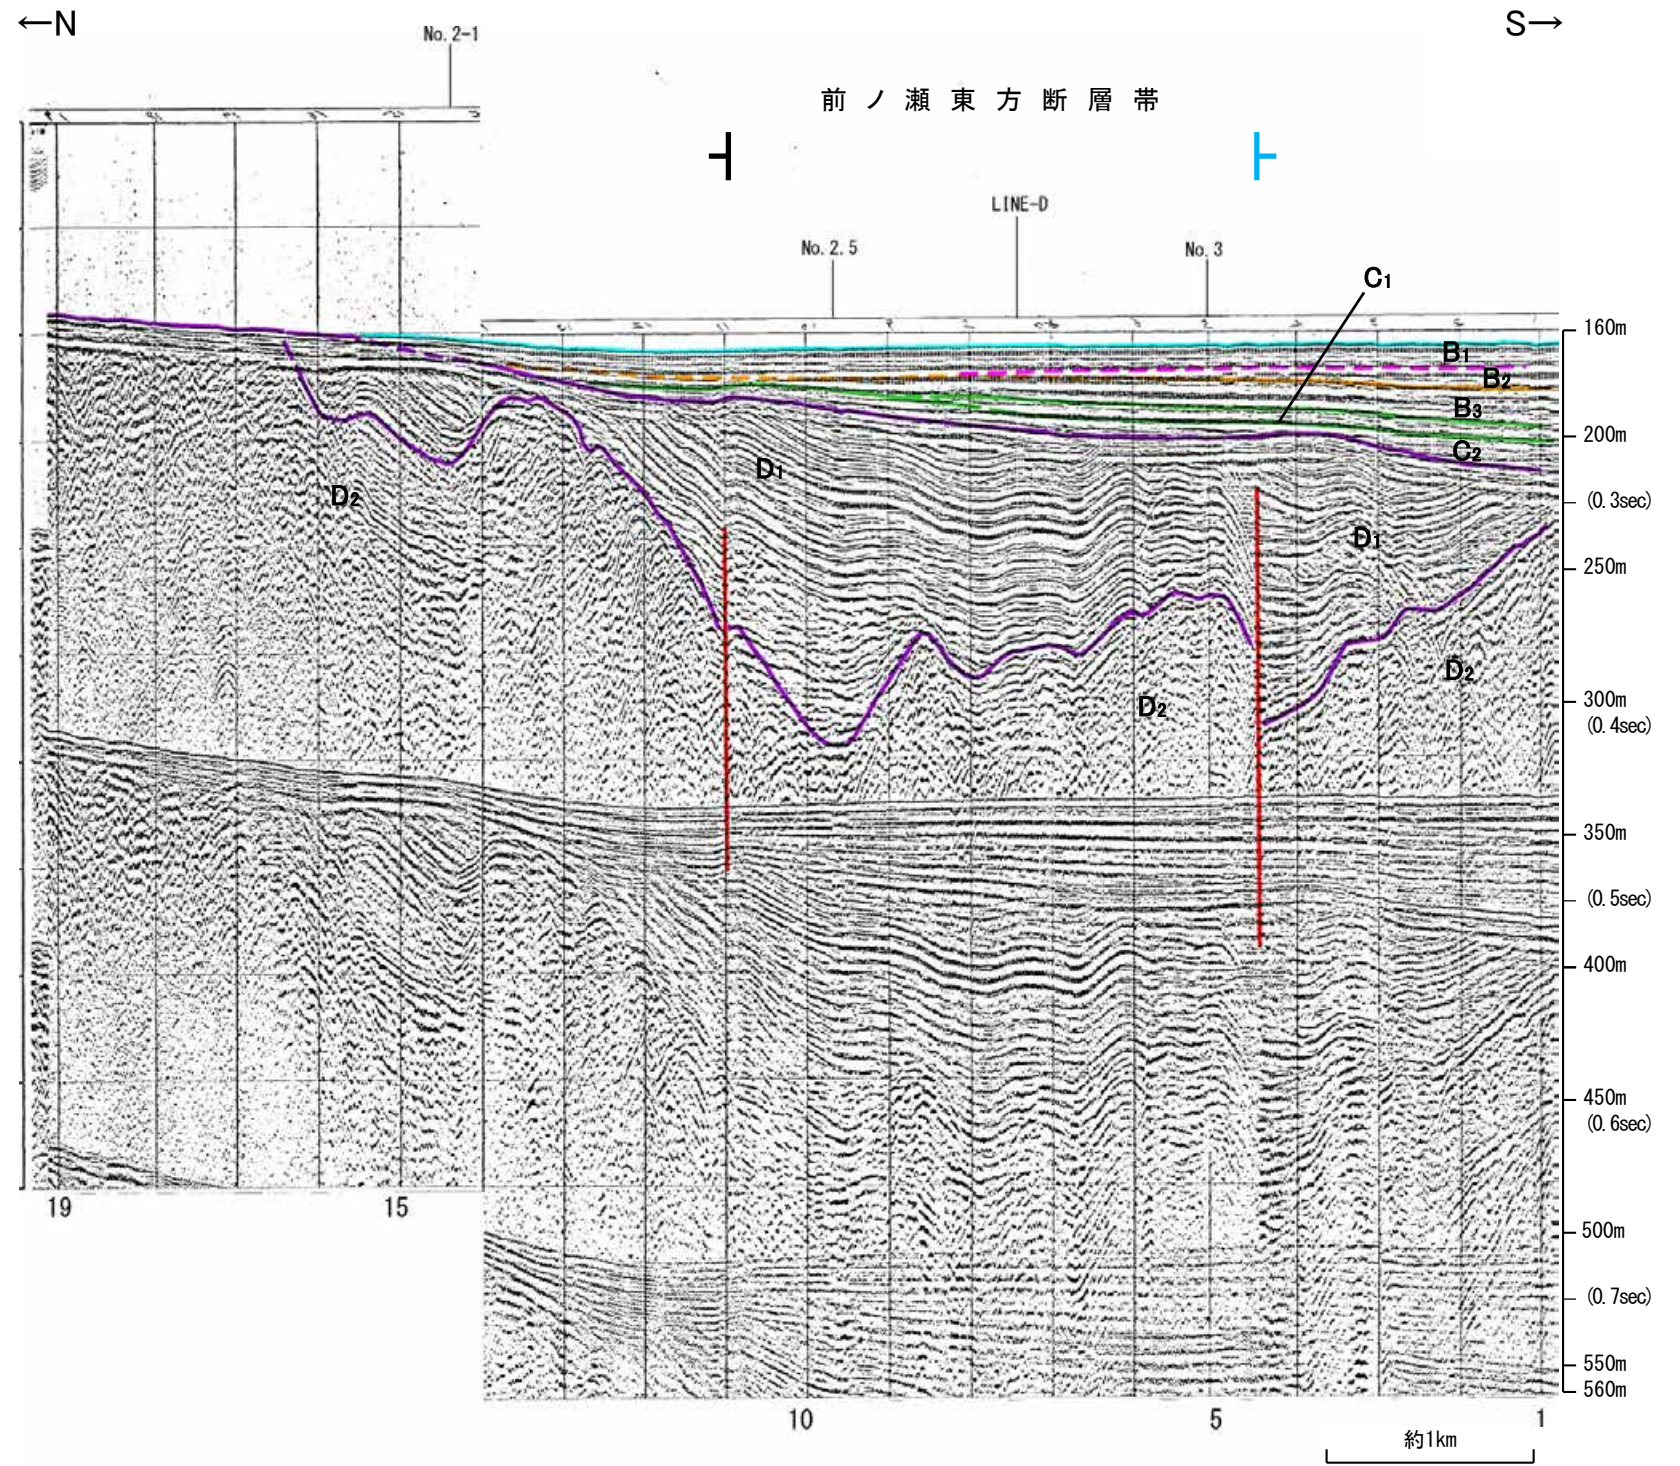 ←N
S→
No.2-1
前ノ瀬東方断層帯
LINE-D
No.2.5
No.3
C1
160m
B1
B2
B3
200m
C2
D1
D2
(0.3sec)
D1
250m
D2
D2
300m
(0.4sec)
350m
(0.5sec)
400m
450m
(0.6sec)
19
15
500m
(0.7sec)
550m
560m
10
5
1
約1km